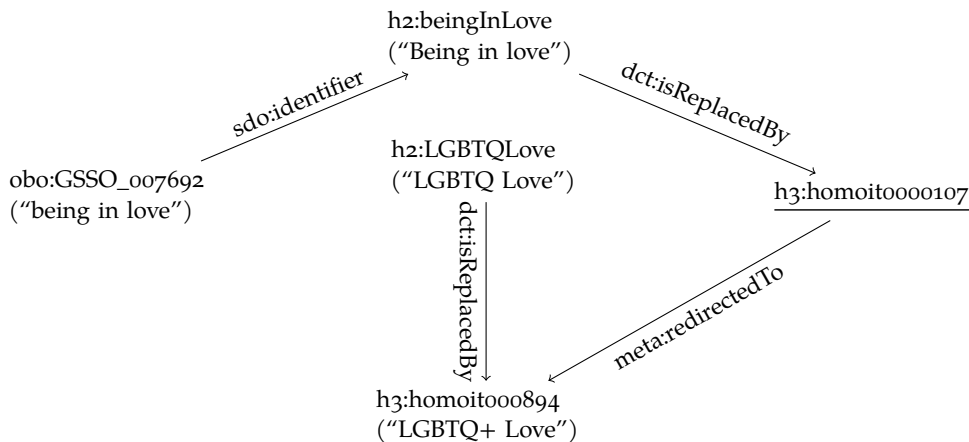 h2:beingInLove
(“Being in love”)
sdo:identifier
dct:isReplacedBy
h2:LGBTQLove
(“LGBTQ Love”)
obo:GSSO_007692
(“being in love”)
h3:homoit0000107
dct:isReplacedBy
meta:redirectedTo
h3:homoit000894
(“LGBTQ+ Love”)